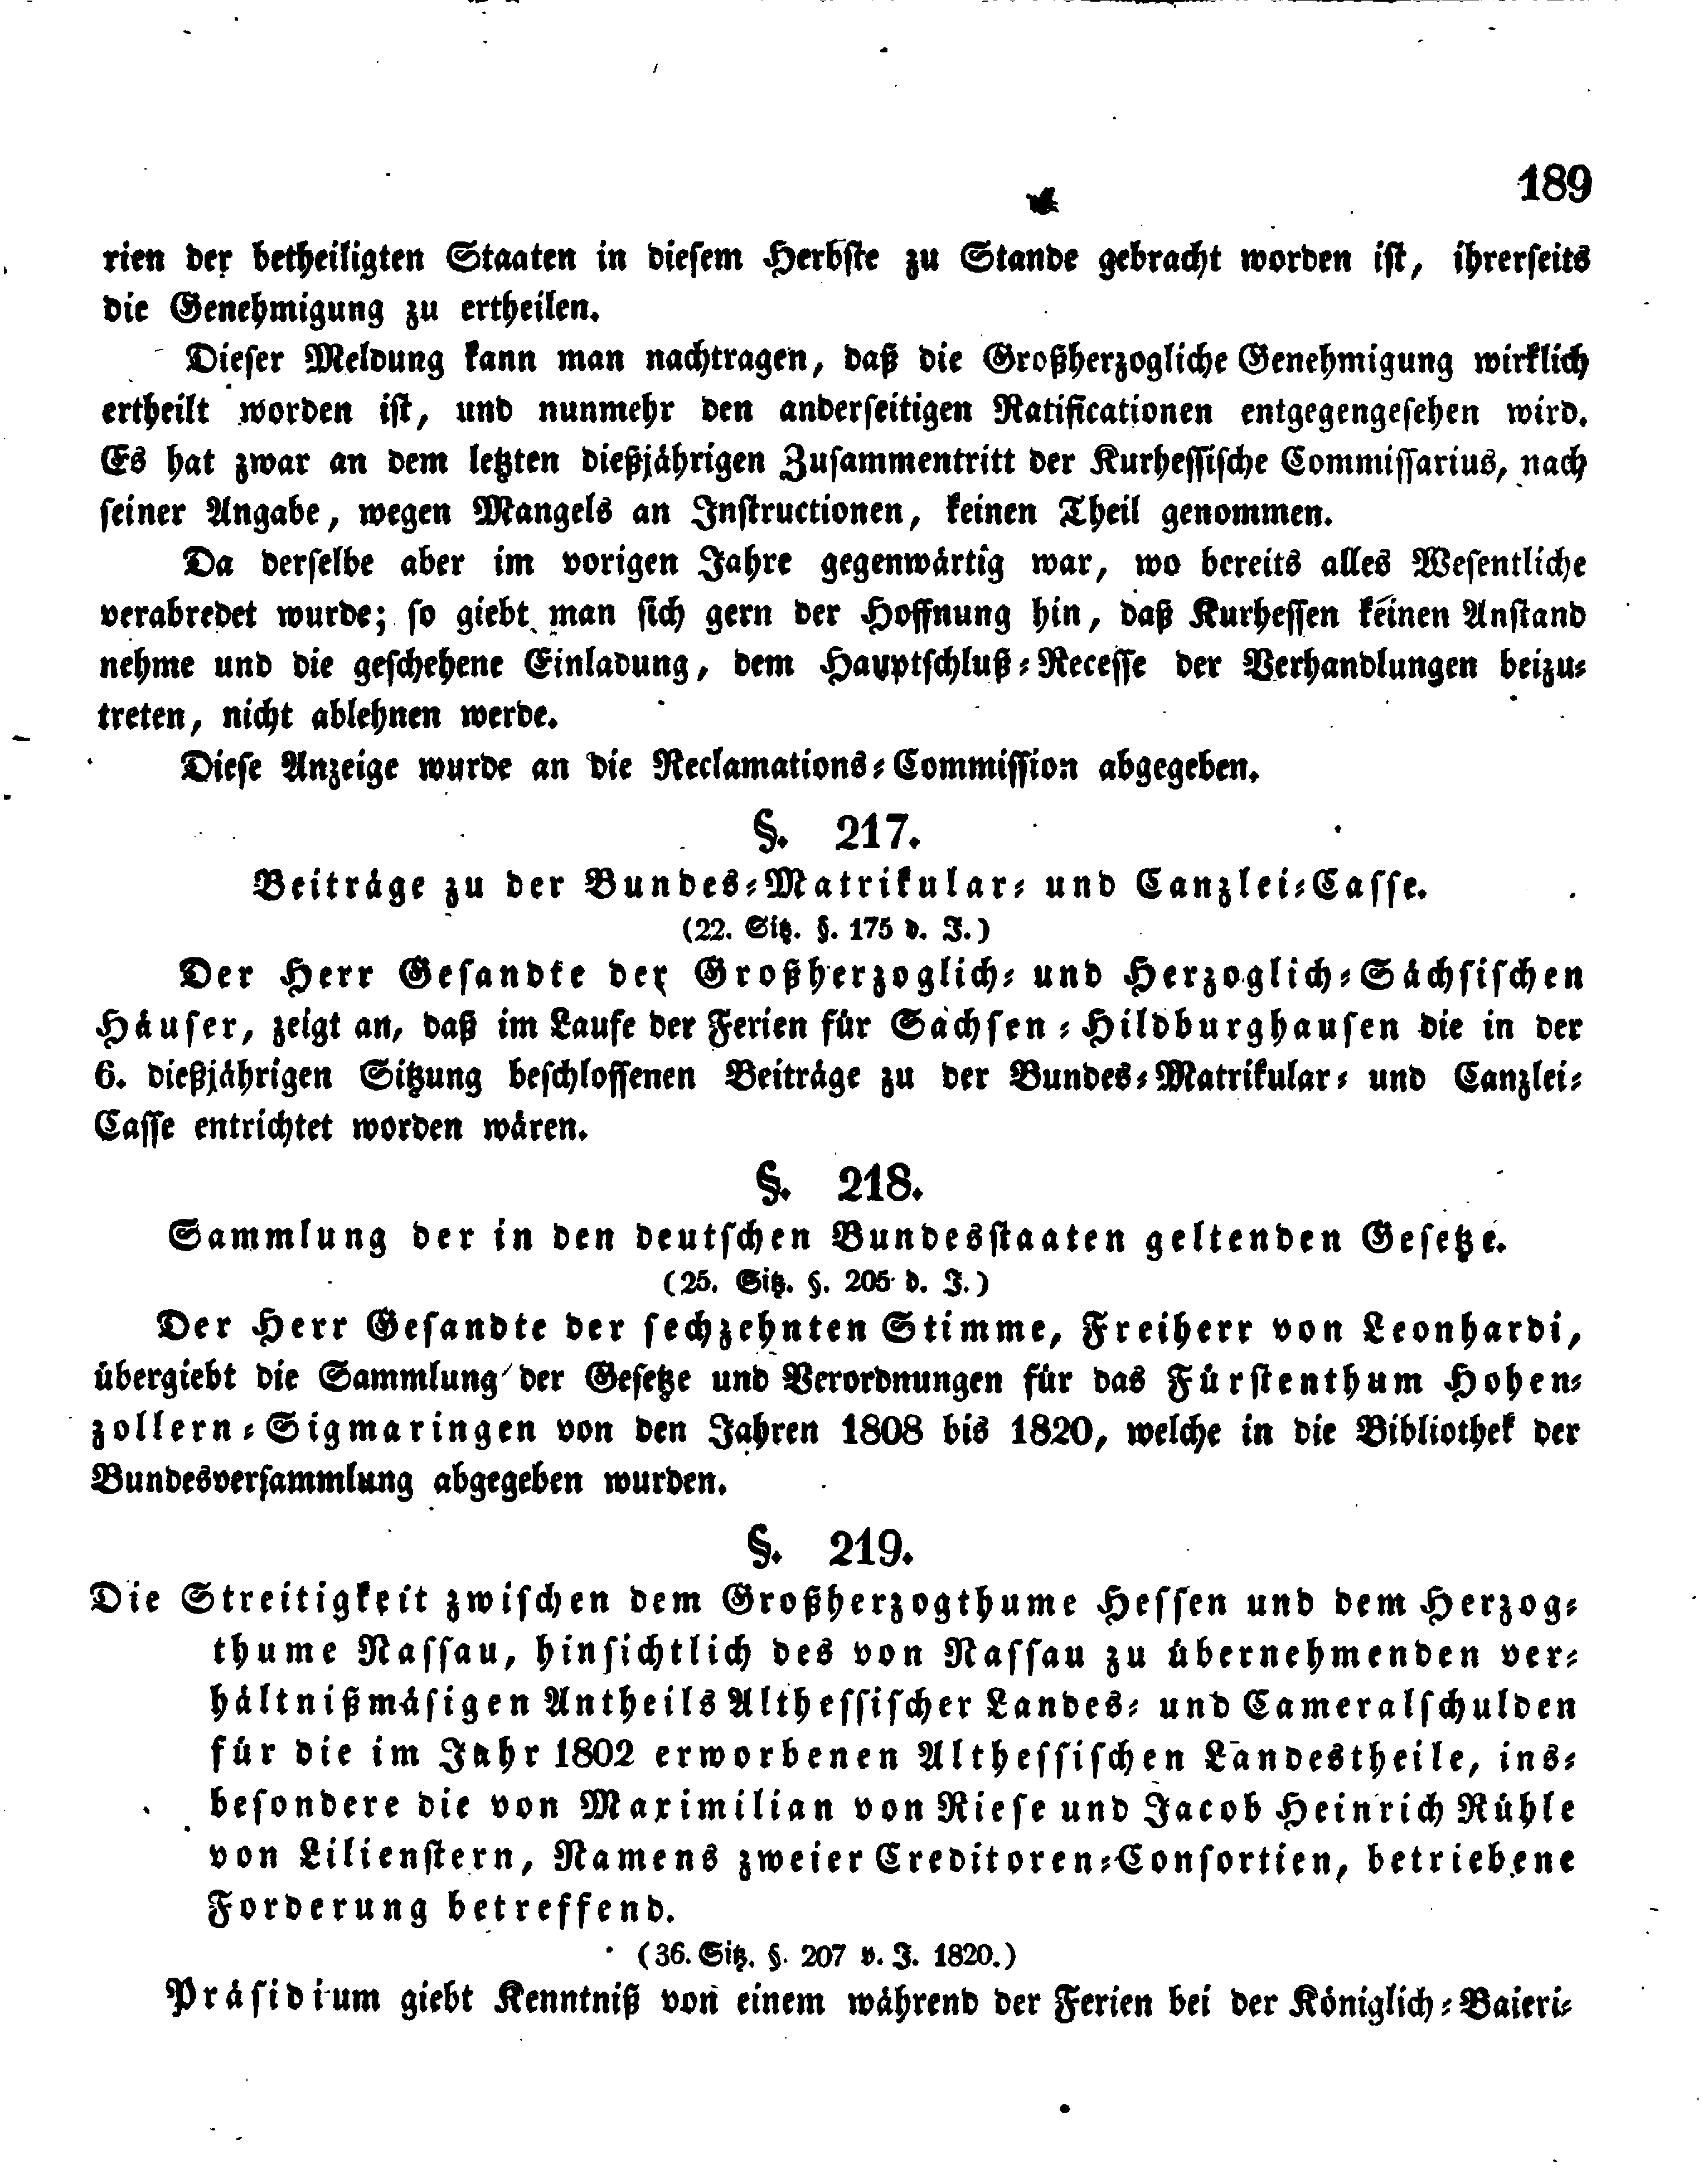 189
rien der betheiligten Staaten in diesem Herbste zu Stande gebracht worden ist, ihrerseits
die Genehmigung zu ertheilen.
Dieser Meldung kann man nachtragen, daß die Großherzogliche Genehmigung wirklich
ertheilt worden ist, und nunmehr den anderseitigen Ratificationen entgegengesehen wird.
Es hat zwar an dem letzten dießjährigen Zusammentritt der Kurhessische Commissarius, nach
seiner Angabe, wegen Mangels an Instructionen, keinen Theil genommen.
Da derselbe aber im vorigen Jahre gegenwärtig war, wo bereits alles Wesentliche
verabredet wurde; so giebt man sich gern der Hoffnung hin, daß Kurhessen keinen Anstand
nehme und die geschehene Einladung, dem Hauptschluß-Recesse der Verhandlungen beizu-
treten, nicht ablehnen werde.
Diese Anzeige wurde an die Reclamations-Commission abgegeben.
§. 217.
Beiträge zu der Bundes-Matrikular- und Canzlei-Casse.
(22. Sitz. §. 175 d. J.)
Der Herr Gesandte der Großherzoglich- und Herzoglich-Sächsischen
Häuser, zeigt an, daß im Laufe der Ferien für Sachsen-Hildburghausen die in der
6. dießjährigen Sitzung beschlossenen Beiträge zu der Bundes-Matrikular- und Canzlei-
Casse entrichtet worden wären.
§. 218.
Sammlung der in den deutschen Bundesstaaten geltenden Gesetze.
(25. Sitz. §. 205 d. J.)
Der Herr Gesandte der sechzehnten Stimme, Freiherr von Leonhardi,
übergiebt die Sammlung der Gesetze und Verordnungen für das Fürstenthum Hohen-
zollern-Sigmaringen von den Jahren 1808 bis 1820, welche in die Bibliothek der
Bundesversammlung abgegeben wurden.
§. 219.
Die Streitigkeit zwischen dem Großherzogthume Hessen und dem Herzog-
thume Nassau, hinsichtlich des von Nassau zu übernehmenden ver-
hältnißmäsigen Antheils Althessischer Landes- und Cameralschulden
für die im Jahr 1802 erworbenen Althessischen Landestheile, ins-
besondere die von Maximilian von Riese und Jacob Heinrich Rühle
von Lilienstern, Namens zweier Creditoren-Consortien, betriebene
Forderung betreffend.
(36. Sitz. §. 207 v. J. 1820.)
Präsidium giebt Kenntniß von einem während der Ferien bei der Königlich-Baieri-